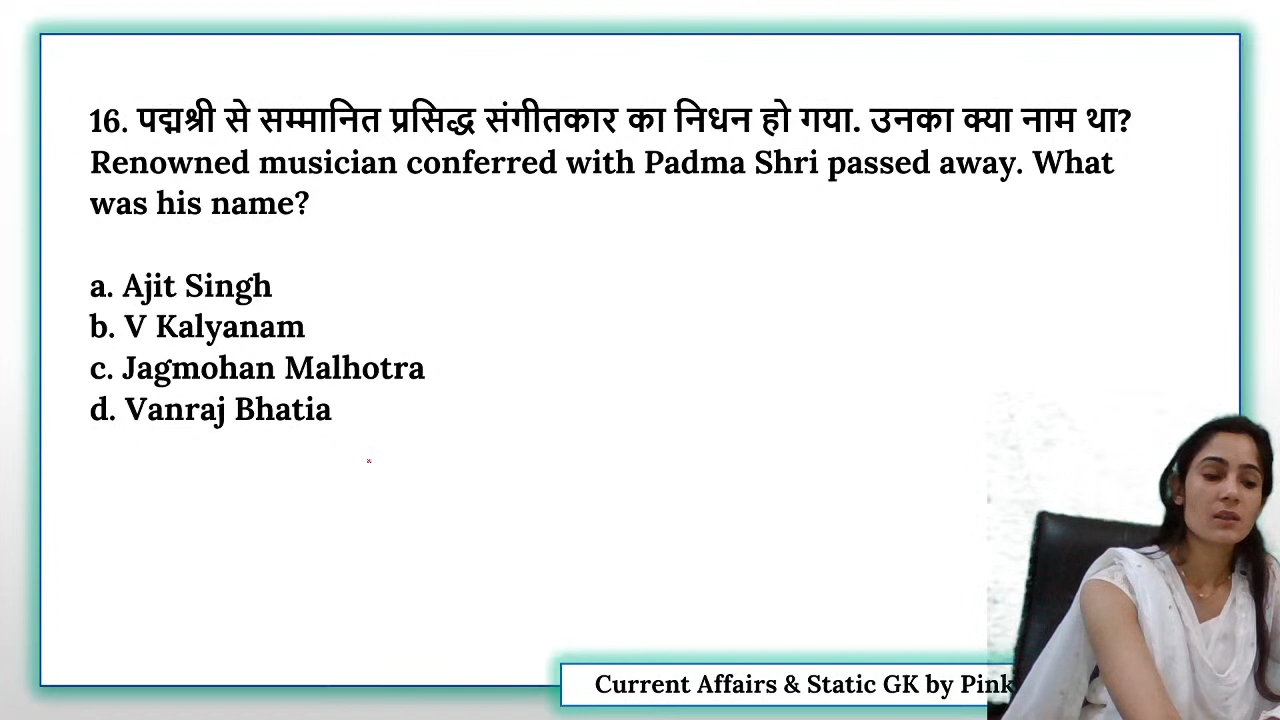 16. पद्मश्री से सम्मानित प्रसिद्ध संगीतकार का निधन हो गया. उनका क्या नाम था?
Renowned musician conferred with Padma Shri passed away. What
was his name?
a. Ajit Singh
b. V Kalyanam
c. Jagmohan Malhotra
d. Vanraj Bhatia
Current Affairs & Static GK by Pink